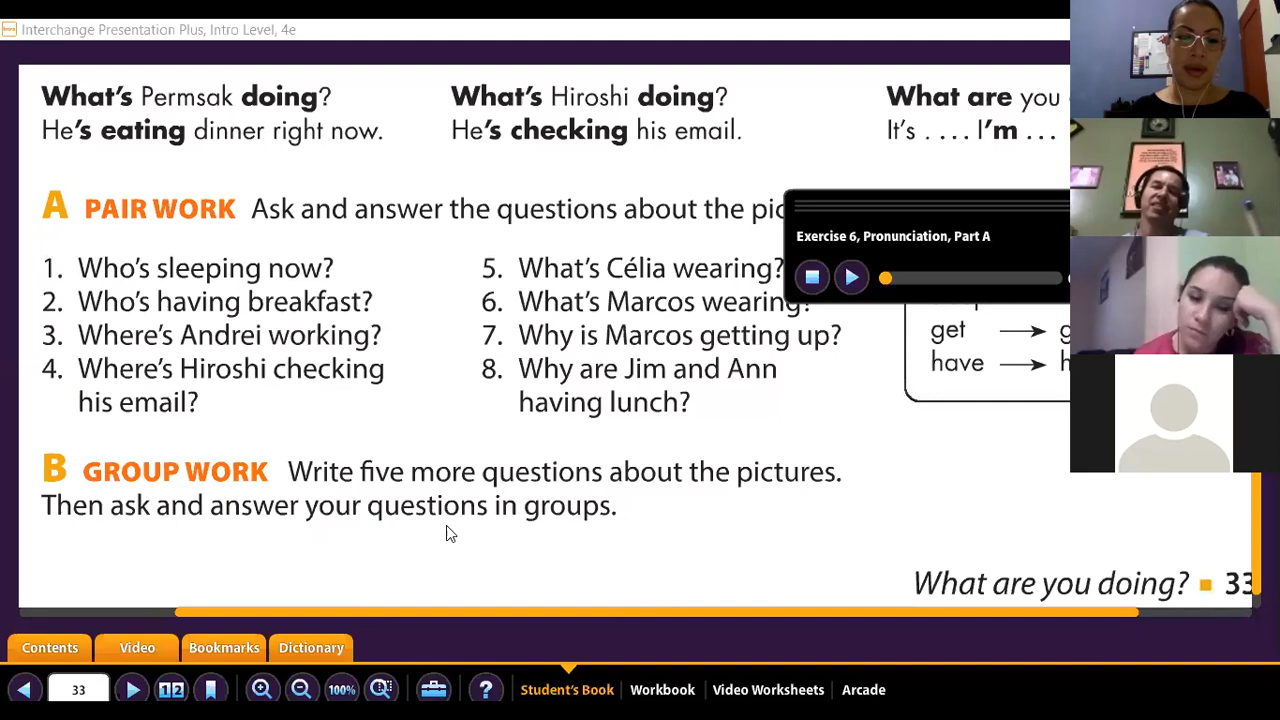 Interchange Presentation Plus, Intro Level, 4e
What's Permsak doing? What's Hiroshi doing? What are you
He's eating dinner right now. He's checking his email. It's . . . . I'm . . .
A PAIR WORK Ask and answer the questions about the
Exercise 6, Pronunciation, Part A
1. Who's sleeping now? 5. What's Célia wearing?
2. Who's having breakfast? 6. What's Marcos wearing?
3. Where's Andrei working? 7. Why is Marcos getting up? get →
4. Where's Hiroshi checking 8. Why are Jim and Ann have →
his email? having lunch?
B GROUP WORK Write five more questions about the pictures.
Then ask and answer your questions in groups.
What are you doing? ■ 33
Contents Video Bookmarks Dictionary
33 12 100% ? Student's Book Workbook Video Worksheets Arcade